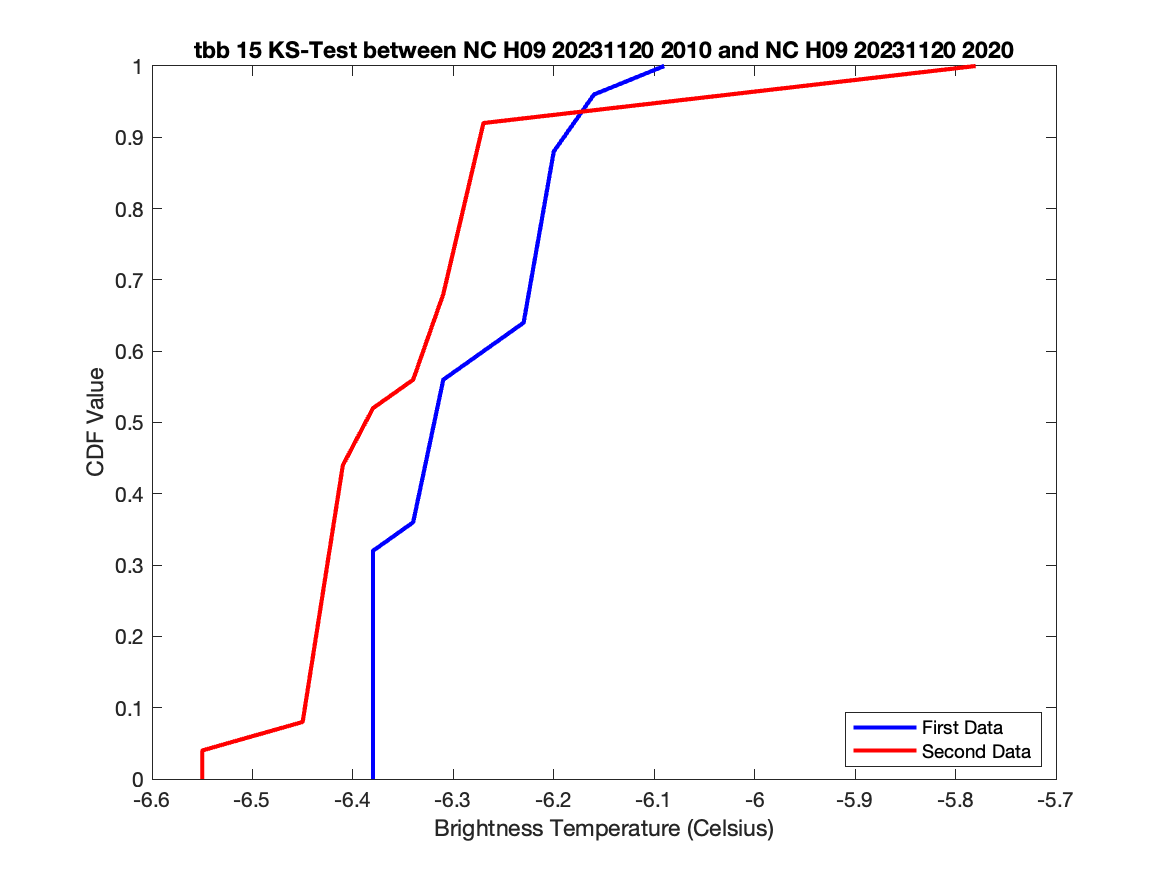 tbb 15 KS-Test between NC H09 20231120 2010 and NC H09 20231120 2020
1
0.9
0.8
0.7
0.6
0.5
0.4
0.3
0.2
0.1
0
CDF Value
-6.6 -6.5 -6.4 -6.3 -6.2 -6.1 -6 -5.9 -5.8 -5.7
Brightness Temperature (Celsius)
First Data
Second Data